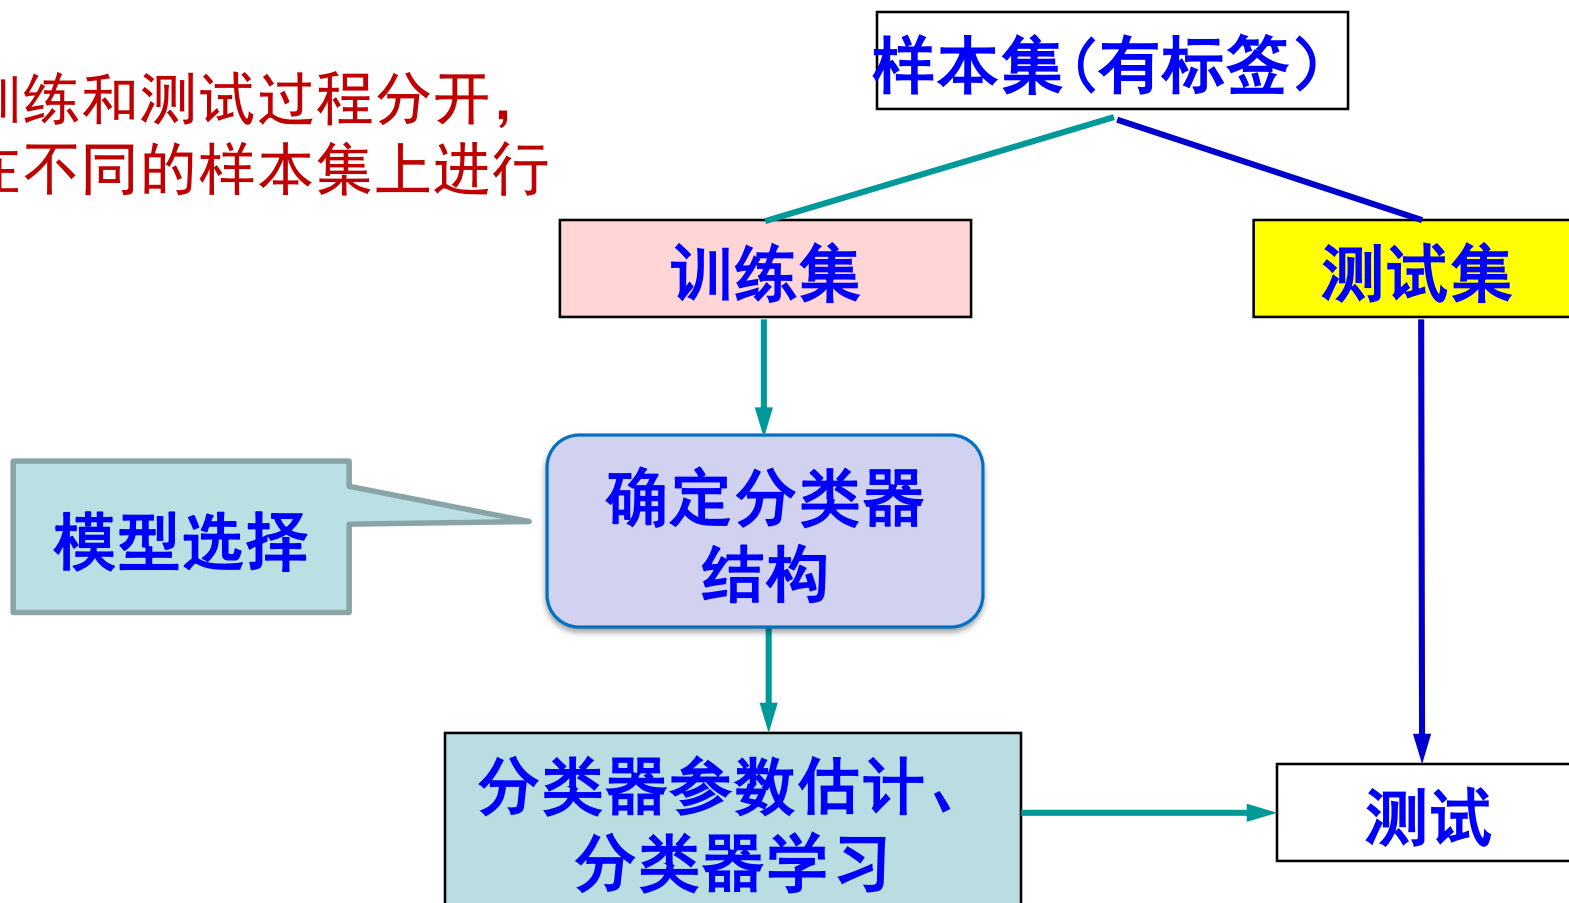 样本集(有标签)
训练和测试过程分开,
在不同的样本集上进行
训练集
测试集
确定分类器
结构
模型选择
分类器参数估计、
分类器学习
测试